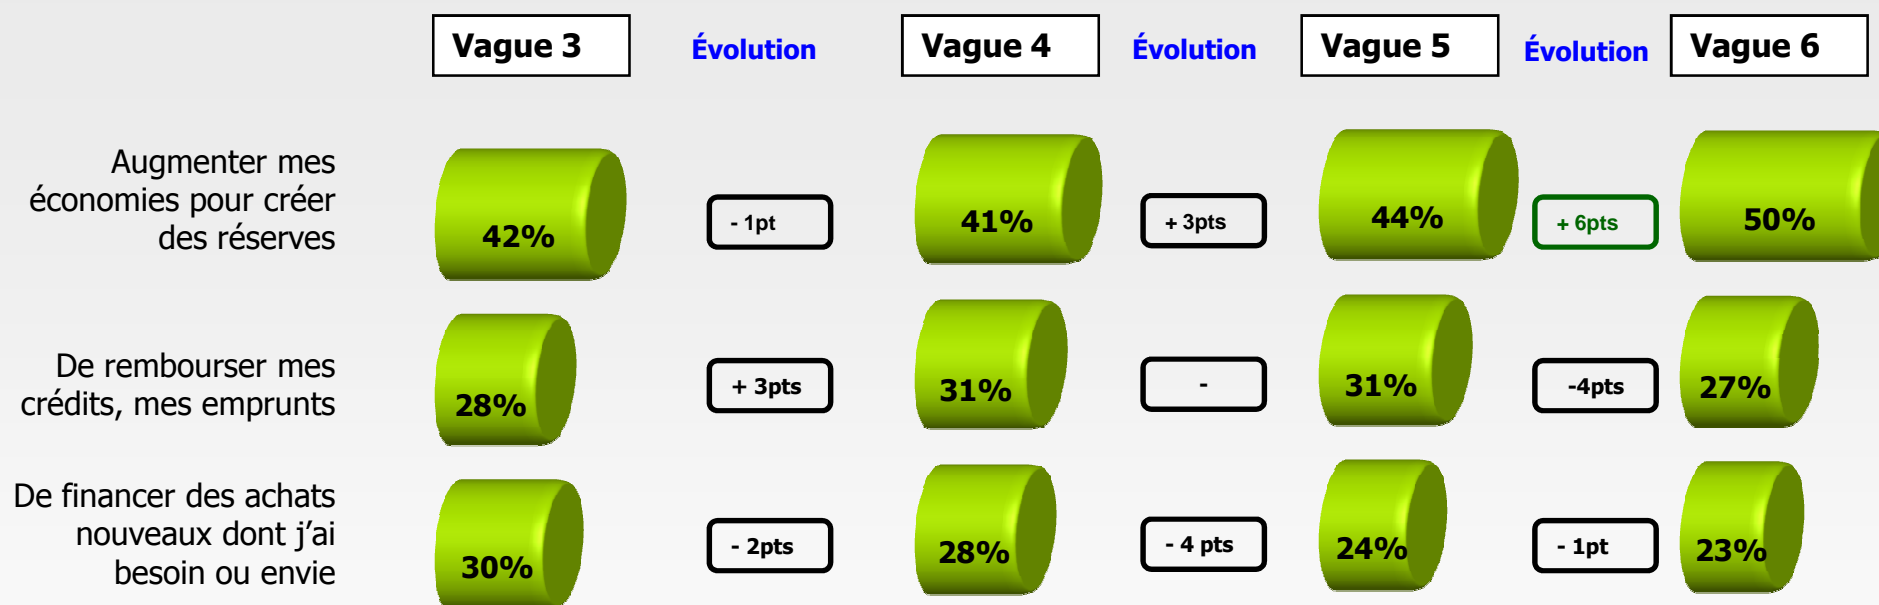 Vague 3 Évolution Vague 4 Évolution Vague 5 Évolution Vague 6
Augmenter mes
économies pour créer
des réserves
42% - 1pt 41% + 3pts 44% + 6pts 50%
De rembourser mes
crédits, mes emprunts
28% + 3pts 31% - 31% -4pts 27%
De financer des achats
nouveaux dont j’ai
besoin ou envie
30% - 2pts 28% - 4 pts 24% - 1pt 23%